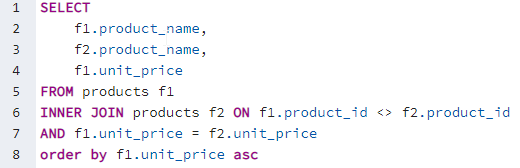 1 SELECT
2 f1.product_name,
3 f2.product_name,
4 f1.unit_price
5 FROM products f1
6 INNER JOIN products f2 ON f1.product_id <> f2.product_id
7 AND f1.unit_price = f2.unit_price
8 order by f1.unit_price asc